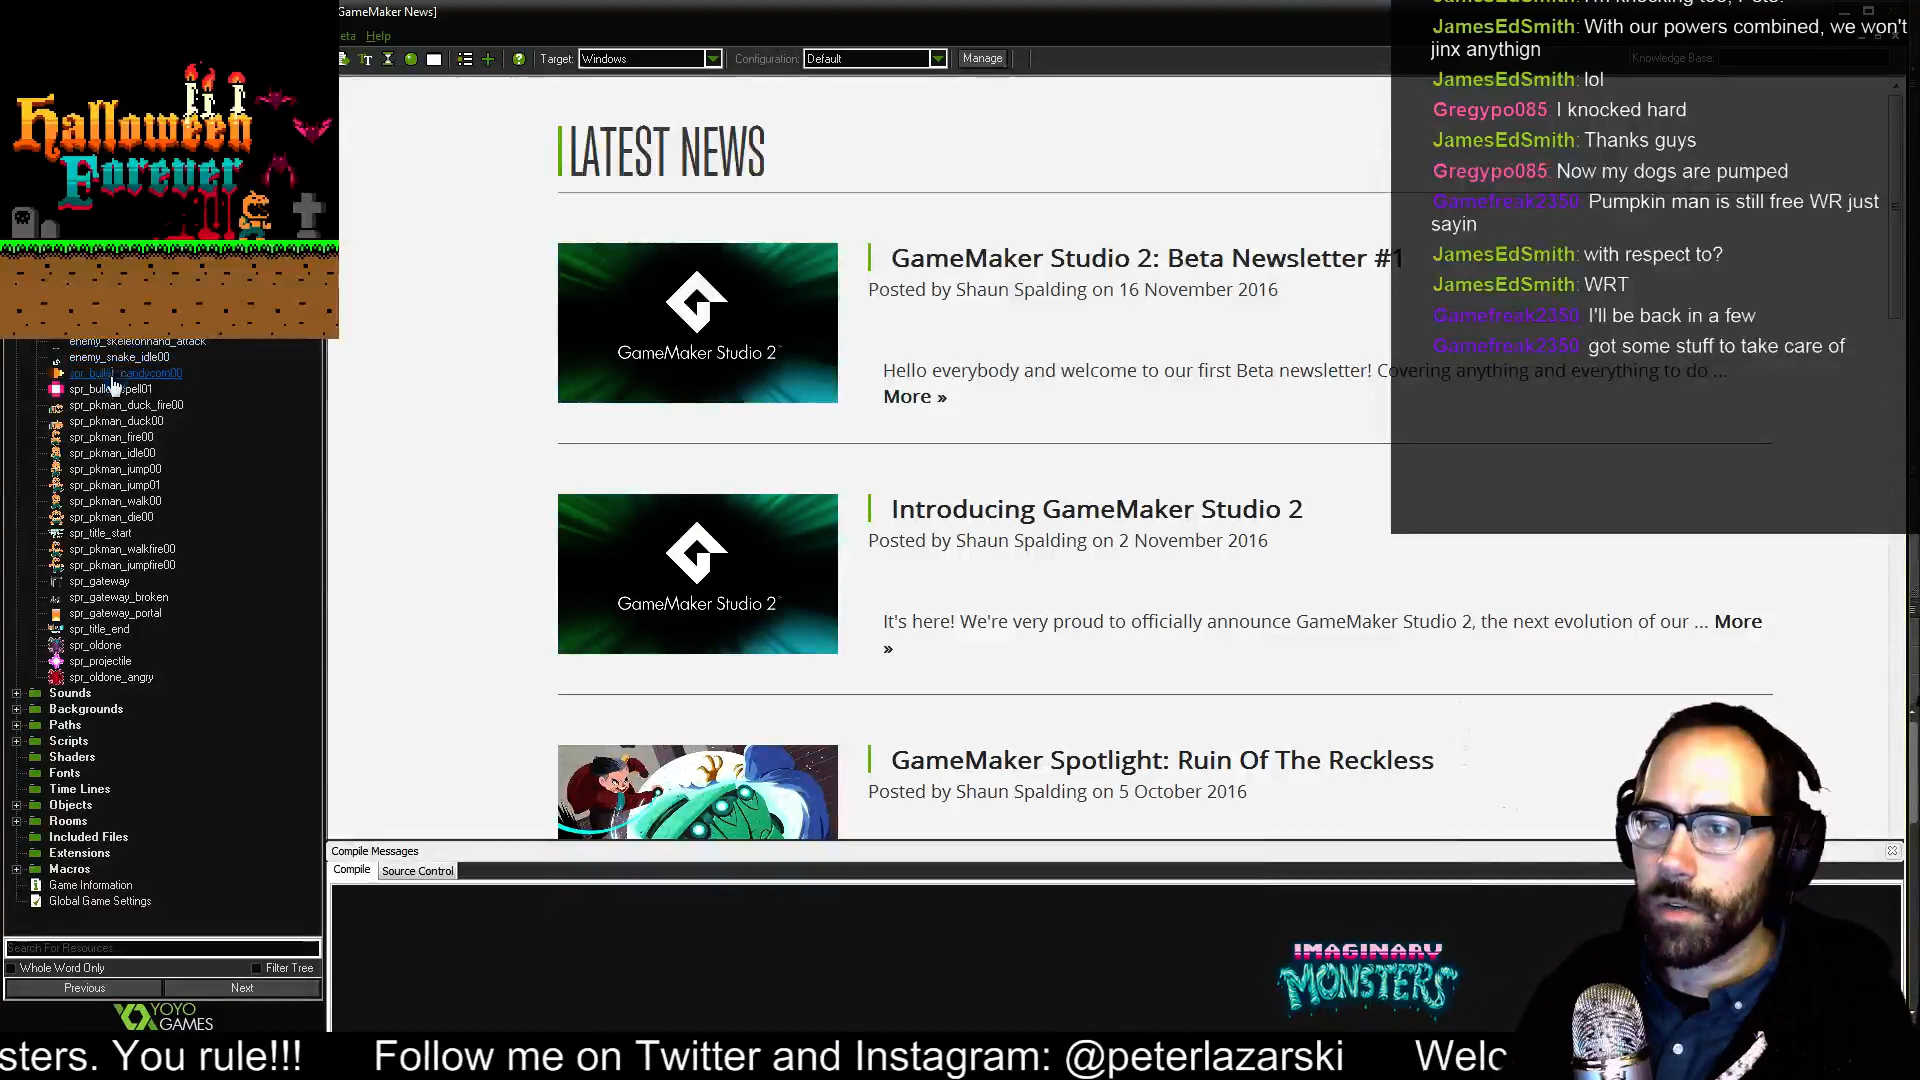 GameMaker News]
eta Help
Target: Windows Configuration: Default Manage
Knowledge Base:
Halloween
Forever
enemy_skeletonhand_attack
enemy_snake_idle00
spr_pkman_duck_fire00
spr_pkman_duck00
spr_pkman_fire00
spr_pkman_idle00
spr_pkman_jump00
spr_pkman_jump01
spr_pkman_walk00
spr_pkman_die00
spr_title_start
spr_pkman_walkfire00
spr_pkman_jumpfire00
spr_gateway
spr_gateway_broken
spr_gateway_portal
spr_title_end
spr_oldone
spr_projectile
spr_oldone_angry
Sounds
Backgrounds
Paths
Scripts
Shaders
Fonts
Time Lines
Objects
Rooms
Included Files
Extensions
Macros
Game Information
Global Game Settings
Search For Resources...
Whole Word Only Filter Tree
Previous Next
YOYO
GAMES
LATEST NEWS
GameMaker Studio 2: Beta Newsletter #1
Posted by Shaun Spalding on 16 November 2016
GameMaker Studio 2
Hello everybody and welcome to our first Beta newsletter! Covering anything and everything to do ...
More »
Introducing GameMaker Studio 2
Posted by Shaun Spalding on 2 November 2016
GameMaker Studio 2
It's here! We're very proud to officially announce GameMaker Studio 2, the next evolution of our ... More
»
GameMaker Spotlight: Ruin Of The Reckless
Posted by Shaun Spalding on 5 October 2016
Compile Messages
Compile Source Control
JamesEdSmith: With our powers combined, we won't
jinx anythign
JamesEdSmith: lol
Gregypo085: I knocked hard
JamesEdSmith: Thanks guys
Gregypo085: Now my dogs are pumped
Gamefreak2350: Pumpkin man is still free WR just
sayin
JamesEdSmith: with respect to?
JamesEdSmith: WRT
Gamefreak2350: I'll be back in a few
Gamefreak2350: got some stuff to take care of
IMAGINARY
MONSTERS
sters. You rule!!! Follow me on Twitter and Instagram: @peterlazarski Welc